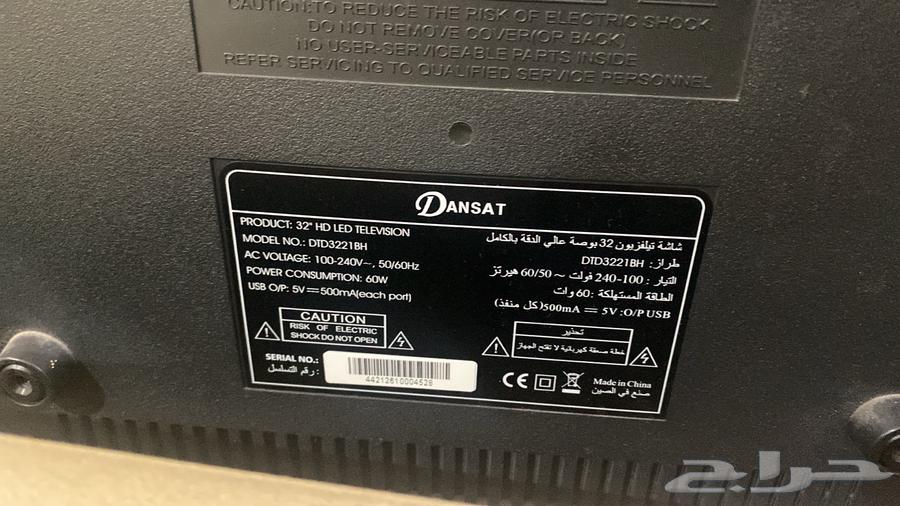 CAUTION:TO REDUCE THE RISK OF ELECTRIC SHOCK.
DO NOT REMOVE COVER(OR BACK)
NO USER-SERVICEABLE PARTS INSIDE
REFER SERVICING TO QUALIFIED SERVICE PERSONNEL
DANSAT
PRODUCT: 32" HD LED TELEVISION
MODEL NO.: DTD3221BH
AC VOLTAGE: 100-240V~, 50/60Hz
POWER CONSUMPTION: 60W
USB O/P: 5V⎓500mA(each port)
شاشة تيلفزيون 32 بوصة عالي الدقة بالكامل
طراز: DTD3221BH
التيار : 100-240 فولت ~ 60/50 هيرتز
الطاقة المستهلكة :60 وات
500mA ⎓ 5V :O/P USB(كل منفذ)
CAUTION
RISK OF ELECTRIC
SHOCK DO NOT OPEN
تحذير
خطة صعقة كهربائية لا تفتح الجهاز
SERIAL NO.:
رقم التسلسل :
44212610004528
CE
Made in China
صنع في الصين
حراج